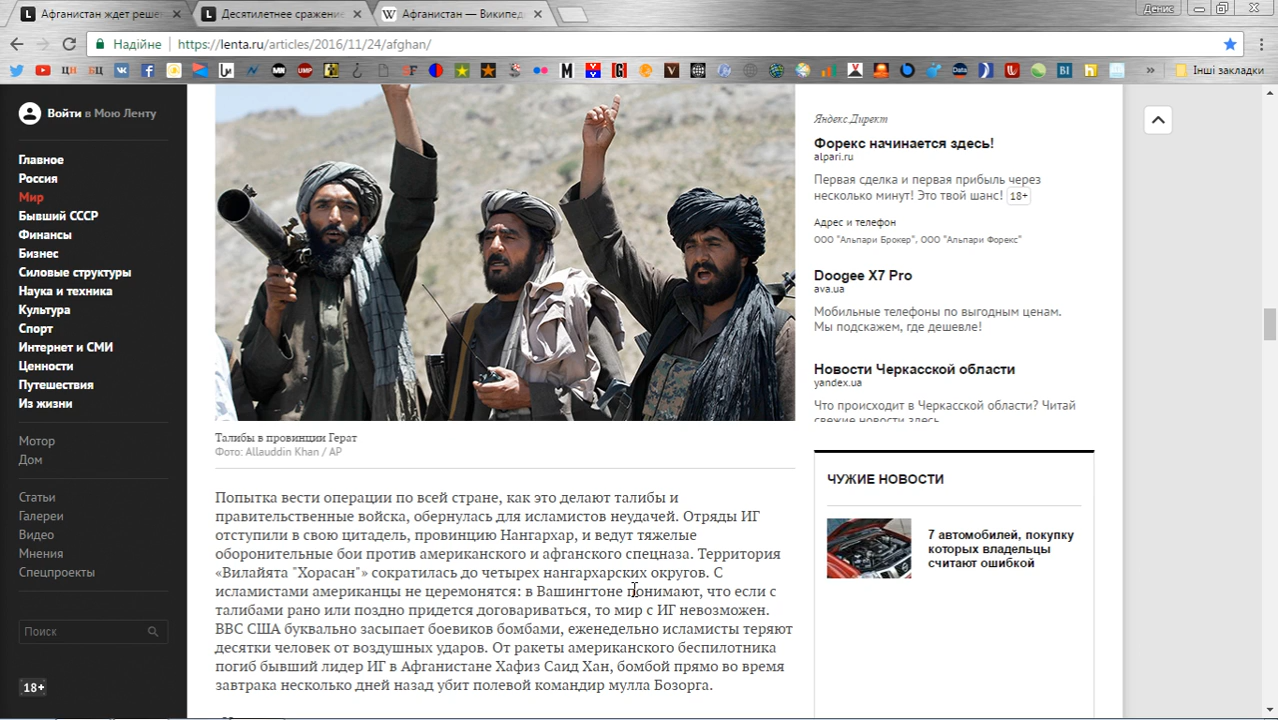 Афганистан ждет реше
Десятилетнее сражение
Афганистан — Википед
Денис
Надійне
https://lenta.ru/articles/2016/11/24/afghan/
Інші закладки
Войти в Мою Ленту
Главное
Россия
Мир
Бывший СССР
Финансы
Бизнес
Силовые структуры
Наука и техника
Культура
Спорт
Интернет и СМИ
Ценности
Путешествия
Из жизни
Мотор
Дом
Статьи
Галереи
Видео
Мнения
Спецпроекты
Поиск
18+
Талибы в провинции Герат
Фото: Allauddin Khan / AP
Попытка вести операции по всей стране, как это делают талибы и
правительственные войска, обернулась для исламистов неудачей. Отряды ИГ
отступили в свою цитадель, провинцию Нангархар, и ведут тяжелые
оборонительные бои против американского и афганского спецназа. Территория
«Вилайята "Хорасан"» сократилась до четырех нангархарских округов. С
исламистами американцы не церемонятся: в Вашингтоне понимают, что если с
талибами рано или поздно придется договариваться, то мир с ИГ невозможен.
ВВС США буквально засыпает боевиков бомбами, еженедельно исламисты теряют
десятки человек от воздушных ударов. От ракеты американского беспилотника
погиб бывший лидер ИГ в Афганистане Хафиз Саид Хан, бомбой прямо во время
завтрака несколько дней назад убит полевой командир мулла Бозорга.
Яндекс.Директ
Форекс начинается здесь!
alpari.ru
Первая сделка и первая прибыль через
несколько минут! Это твой шанс! 18+
Адрес и телефон
ООО "Альпари Брокер", ООО "Альпари Форекс"
Doogee X7 Pro
ava.ua
Мобильные телефоны по выгодным ценам.
Мы подскажем, где дешевле!
Новости Черкасской области
yandex.ua
Что происходит в Черкасской области? Читай
свежие новости здесь.
ЧУЖИЕ НОВОСТИ
7 автомобилей, покупку
которых владельцы
считают ошибкой